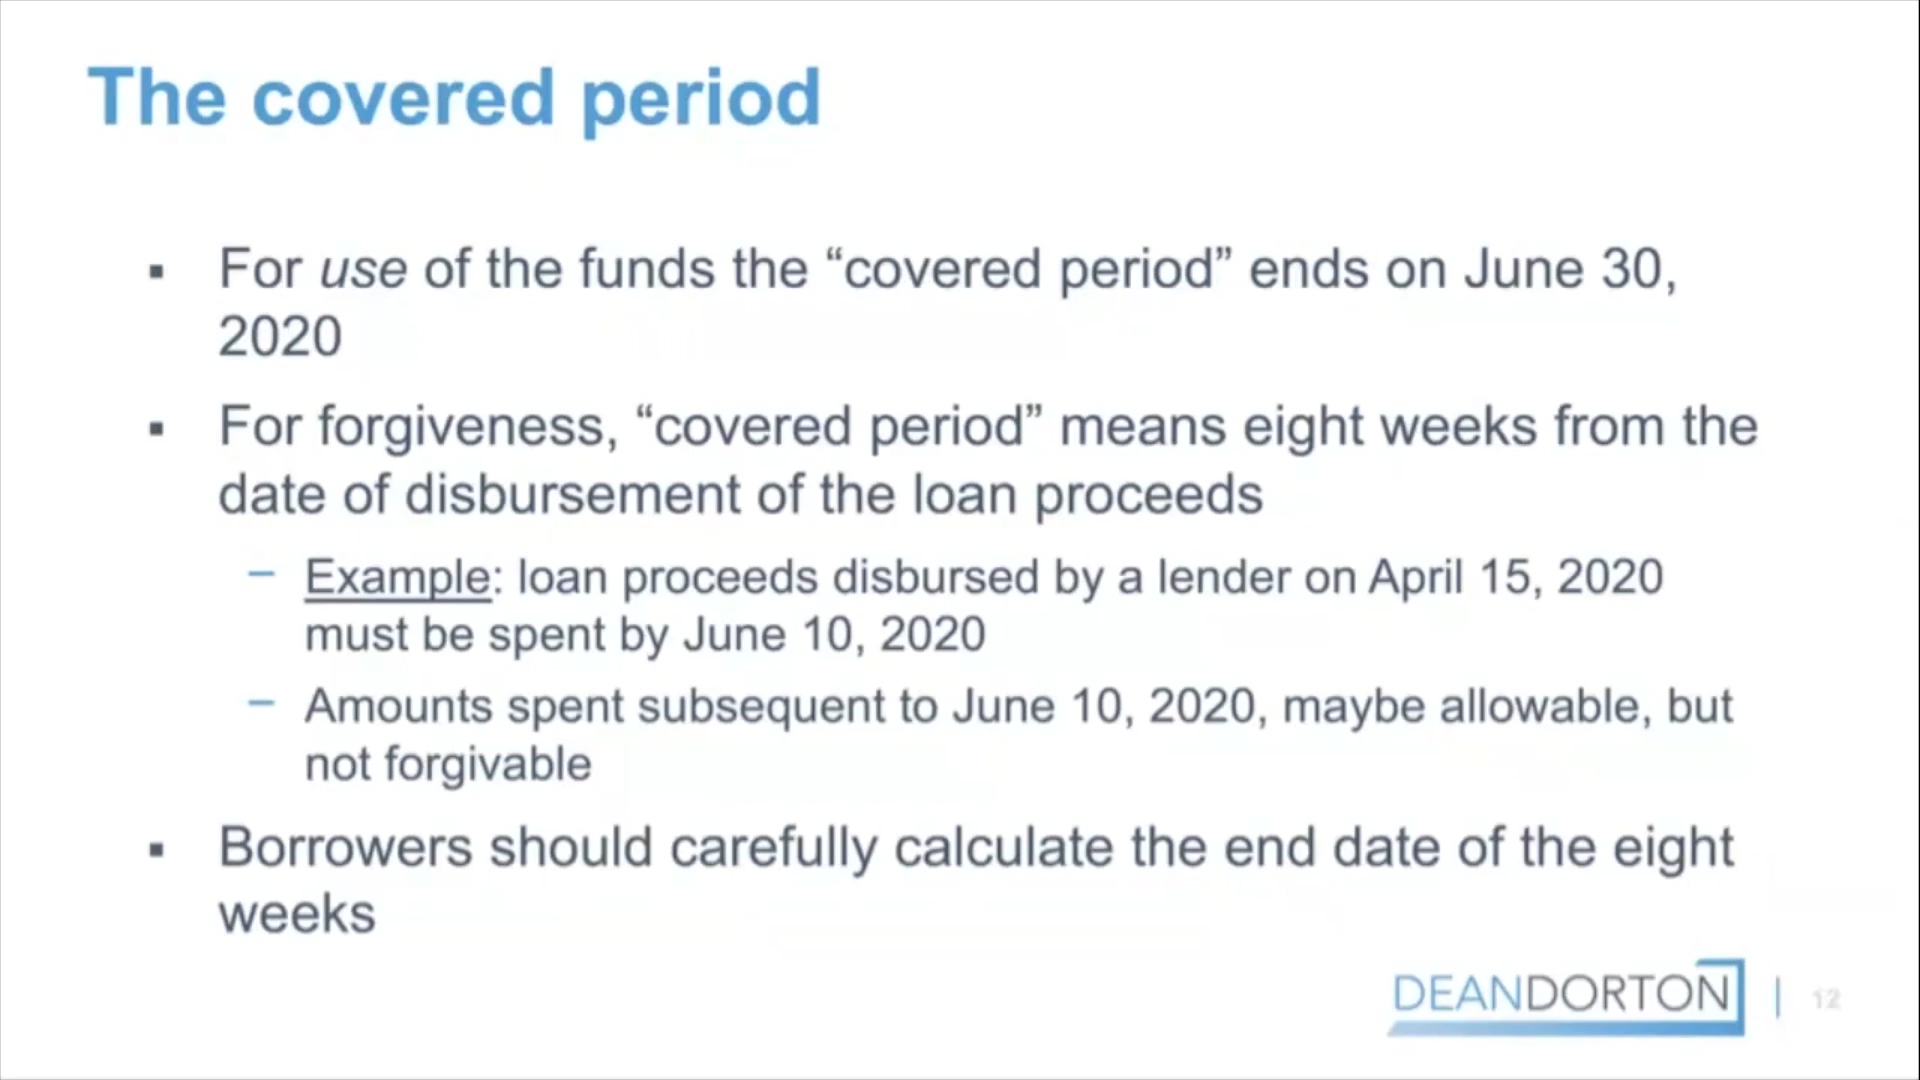 The covered period
▪ For use of the funds the “covered period” ends on June 30,
2020
▪ For forgiveness, “covered period” means eight weeks from the
date of disbursement of the loan proceeds
– Example: loan proceeds disbursed by a lender on April 15, 2020
must be spent by June 10, 2020
– Amounts spent subsequent to June 10, 2020, maybe allowable, but
not forgivable
▪ Borrowers should carefully calculate the end date of the eight
weeks
DEANDORTON | 12